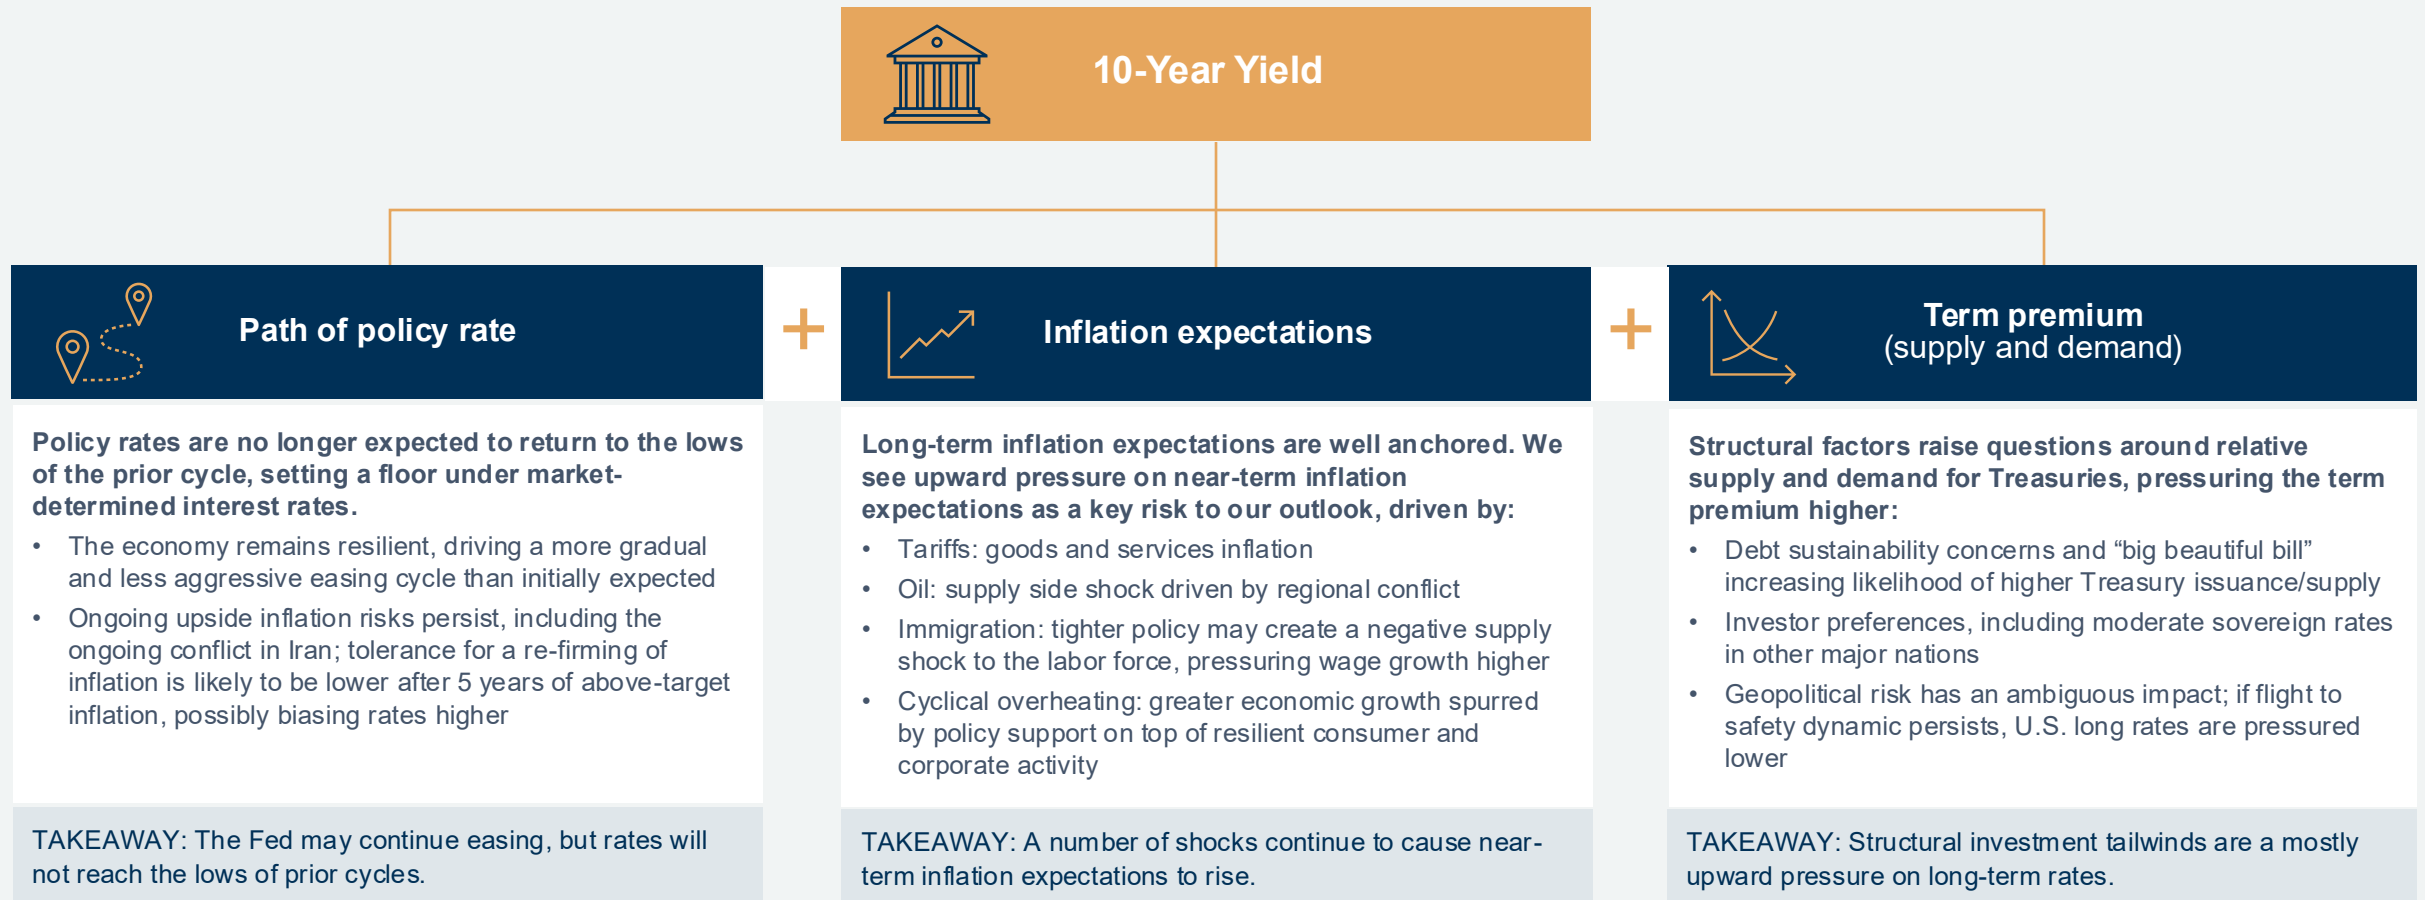 10-Year Yield
Path of policy rate
+
Inflation expectations
+
Term premium
(supply and demand)
Policy rates are no longer expected to return to the lows
of the prior cycle, setting a floor under market-
determined interest rates.
• The economy remains resilient, driving a more gradual
and less aggressive easing cycle than initially expected
• Ongoing upside inflation risks persist, including the
ongoing conflict in Iran; tolerance for a re-firming of
inflation is likely to be lower after 5 years of above-target
inflation, possibly biasing rates higher
TAKEAWAY: The Fed may continue easing, but rates will
not reach the lows of prior cycles.
Long-term inflation expectations are well anchored. We
see upward pressure on near-term inflation
expectations as a key risk to our outlook, driven by:
• Tariffs: goods and services inflation
• Oil: supply side shock driven by regional conflict
• Immigration: tighter policy may create a negative supply
shock to the labor force, pressuring wage growth higher
• Cyclical overheating: greater economic growth spurred
by policy support on top of resilient consumer and
corporate activity
TAKEAWAY: A number of shocks continue to cause near-
term inflation expectations to rise.
Structural factors raise questions around relative
supply and demand for Treasuries, pressuring the term
premium higher:
• Debt sustainability concerns and “big beautiful bill”
increasing likelihood of higher Treasury issuance/supply
• Investor preferences, including moderate sovereign rates
in other major nations
• Geopolitical risk has an ambiguous impact; if flight to
safety dynamic persists, U.S. long rates are pressured
lower
TAKEAWAY: Structural investment tailwinds are a mostly
upward pressure on long-term rates.